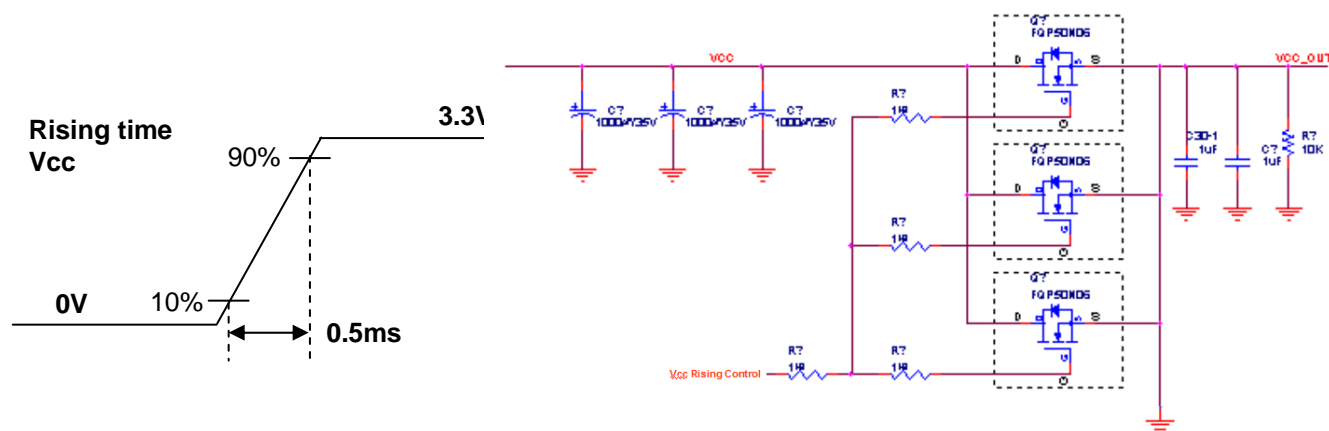 Rising time
Vcc
3.3V
90%
10%
0V
0.5ms
VCC
C?
1000uF/35V
C?
1000uF/35V
C?
1000uF/35V
R?
1K
Q?
FQP50N06
D
S
G
VCC_OUT
C30-1
1uF
C?
1uF
R?
10K
R?
1K
Q?
FQP50N06
D
S
G
R?
1K
R?
1K
Q?
FQP50N06
D
S
G
Vcc Rising Control